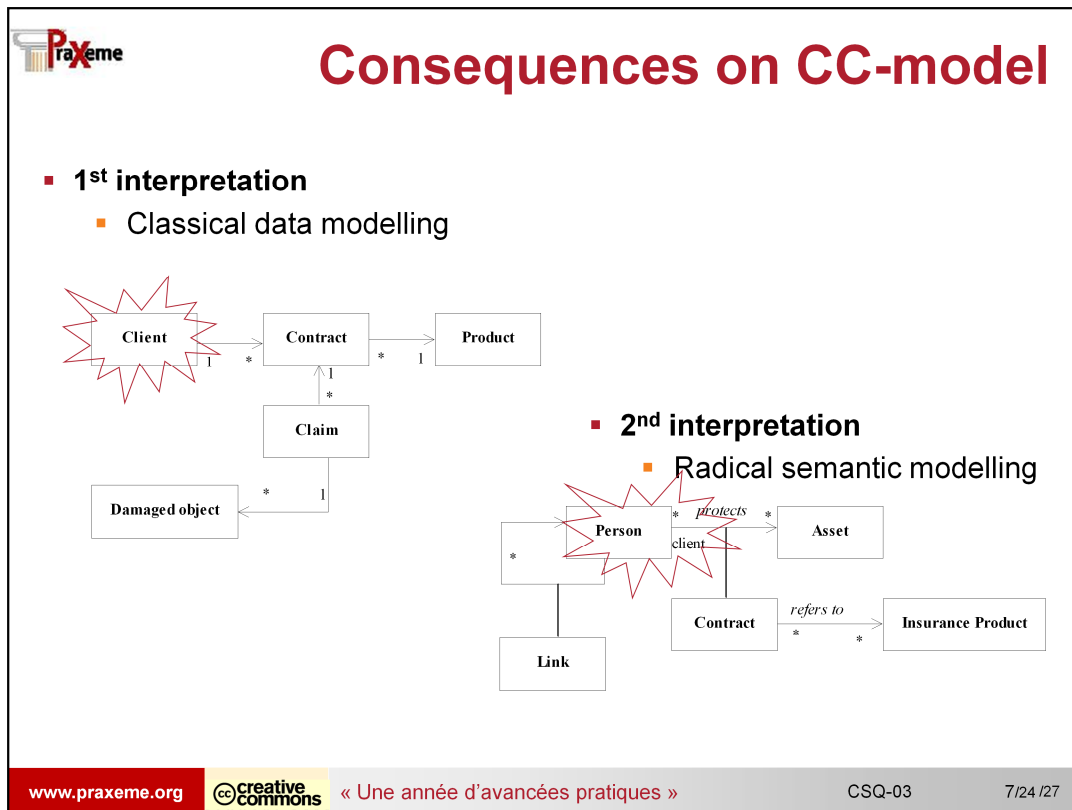 PraXeme
Consequences on CC-model
▪ 1st interpretation
▪ Classical data modelling
Client
Contract
Product
1
*
*
1
1
*
Claim
*
1
Damaged object
▪ 2nd interpretation
▪ Radical semantic modelling
Person
*
protects
*
Asset
client
*
Contract
refers to
*
*
Insurance Product
Link
www.praxeme.org
cc creative commons
« Une année d’avancées pratiques »
CSQ-03
7/24 /27